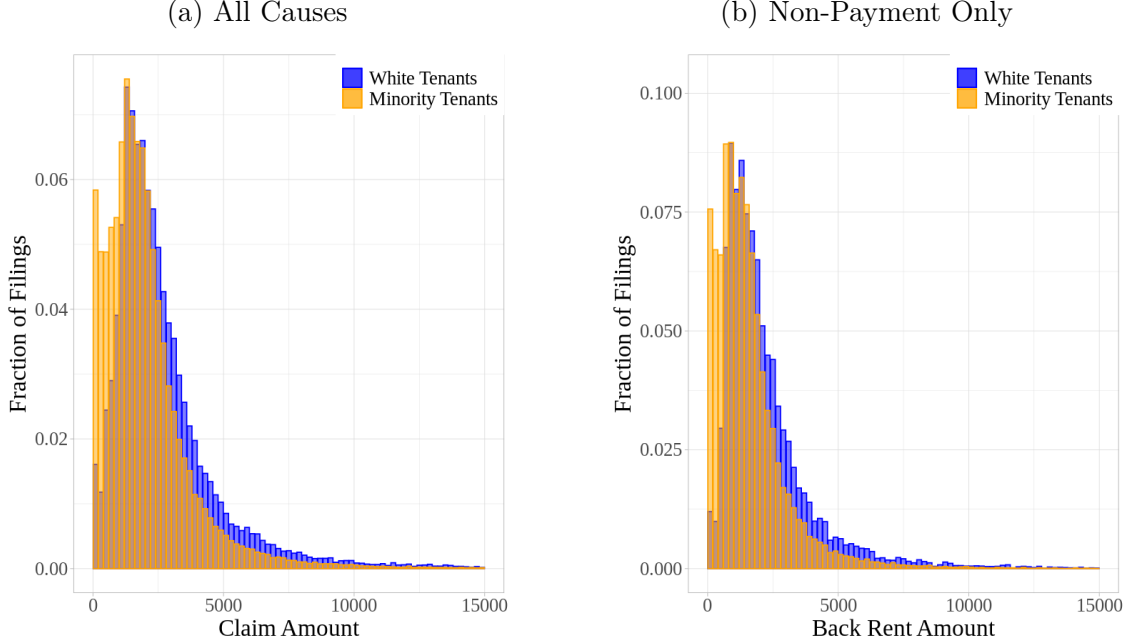 (a) All Causes
White Tenants
Minority Tenants
Fraction of Filings
0.06
0.04
0.02
0.00
0
5000
10000
15000
Claim Amount
(b) Non-Payment Only
White Tenants
Minority Tenants
Fraction of Filings
0.100
0.075
0.050
0.025
0.000
0
5000
10000
15000
Back Rent Amount